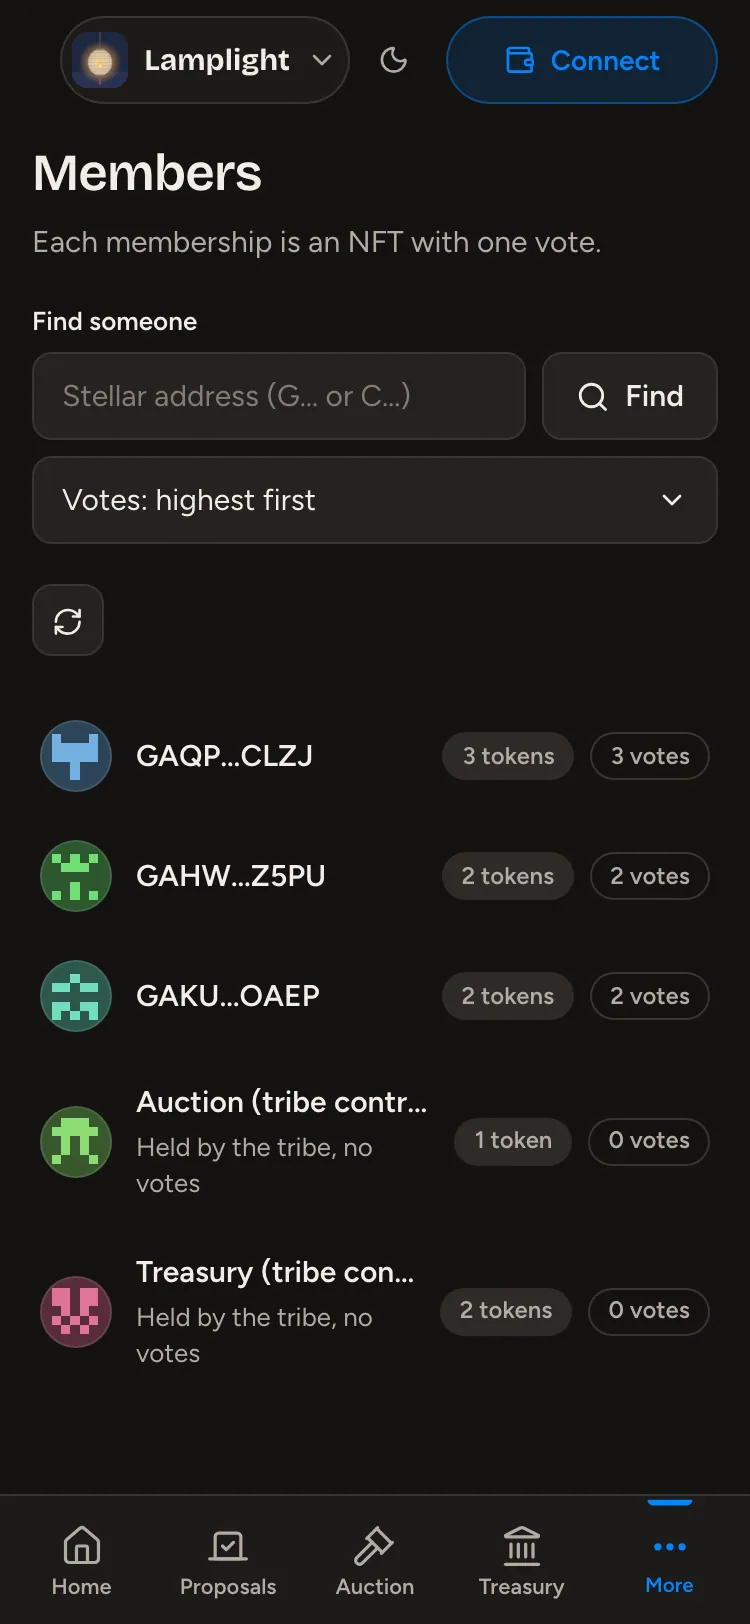 Lamplight
Connect
Members
Each membership is an NFT with one vote.
Find someone
Stellar address (G... or C...)
Find
Votes: highest first
GAQP...CLZJ
3 tokens
3 votes
GAHW...Z5PU
2 tokens
2 votes
GAKU...OAEP
2 tokens
2 votes
Auction (tribe contr...
Held by the tribe, no
votes
1 token
0 votes
Treasury (tribe con...
Held by the tribe, no
votes
2 tokens
0 votes
Home
Proposals
Auction
Treasury
More